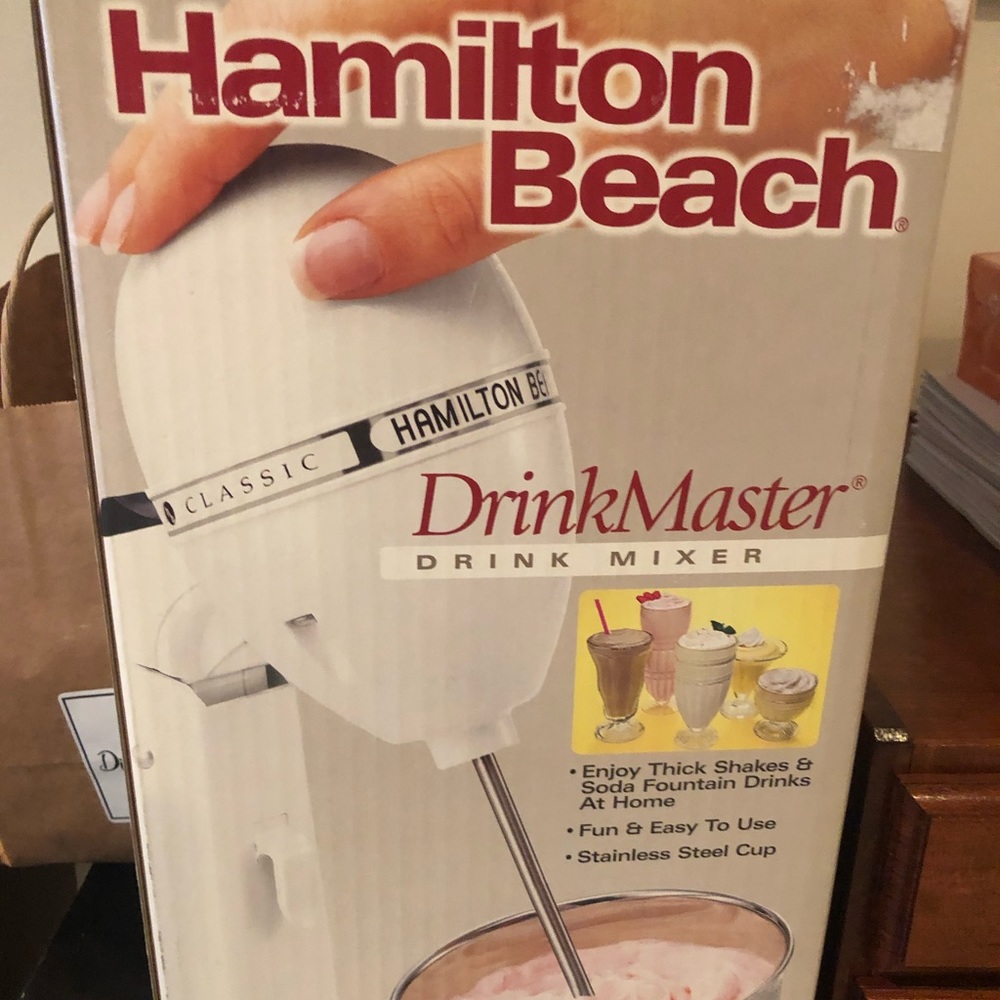 Hamilton
Beach®
CLASSIC
HAMILTON
DrinkMaster®
DRINK MIXER
• Enjoy Thick Shakes &
Soda Fountain Drinks
At Home
• Fun & Easy To Use
• Stainless Steel Cup